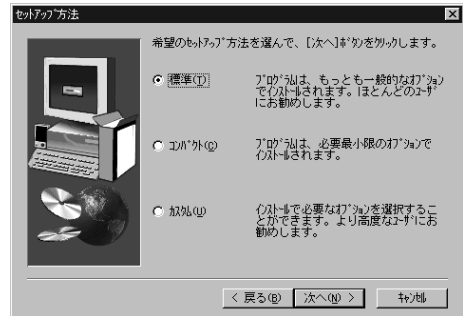 ｾｯﾄｱｯﾌﾟ方法
希望のｾｯﾄｱｯﾌﾟ方法を選んで、[次へ]ﾎﾞﾀﾝをｸﾘｯｸします。
標準(T)
ﾌﾟﾛｸﾞﾗﾑは、もっとも一般的なｵﾌﾟｼｮﾝ
でｲﾝｽﾄｰﾙされます。ほとんどのﾕｰｻﾞ
にお勧めします。
ｺﾝﾊﾟｸﾄ(C)
ﾌﾟﾛｸﾞﾗﾑは、必要最小限のｵﾌﾟｼｮﾝで
ｲﾝｽﾄｰﾙされます。
ｶｽﾀﾑ(U)
ｲﾝｽﾄｰﾙで必要なｵﾌﾟｼｮﾝを選択するこ
とができます。より高度なﾕｰｻﾞにお
勧めします。
< 戻る(B)
次へ(N) >
ｷｬﾝｾﾙ